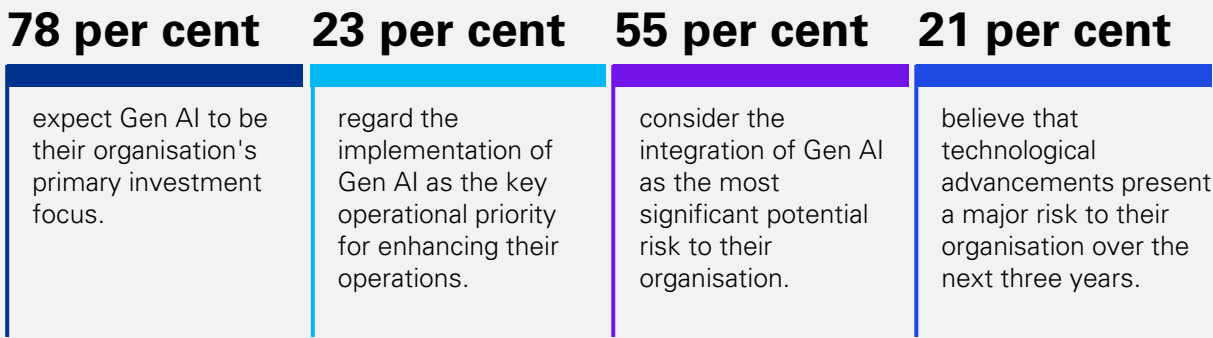 78 per cent
expect Gen AI to be
their organisation's
primary investment
focus.
23 per cent
regard the
implementation of
Gen AI as the key
operational priority
for enhancing their
operations.
55 per cent
consider the
integration of Gen AI
as the most
significant potential
risk to their
organisation.
21 per cent
believe that
technological
advancements present
a major risk to their
organisation over the
next three years.